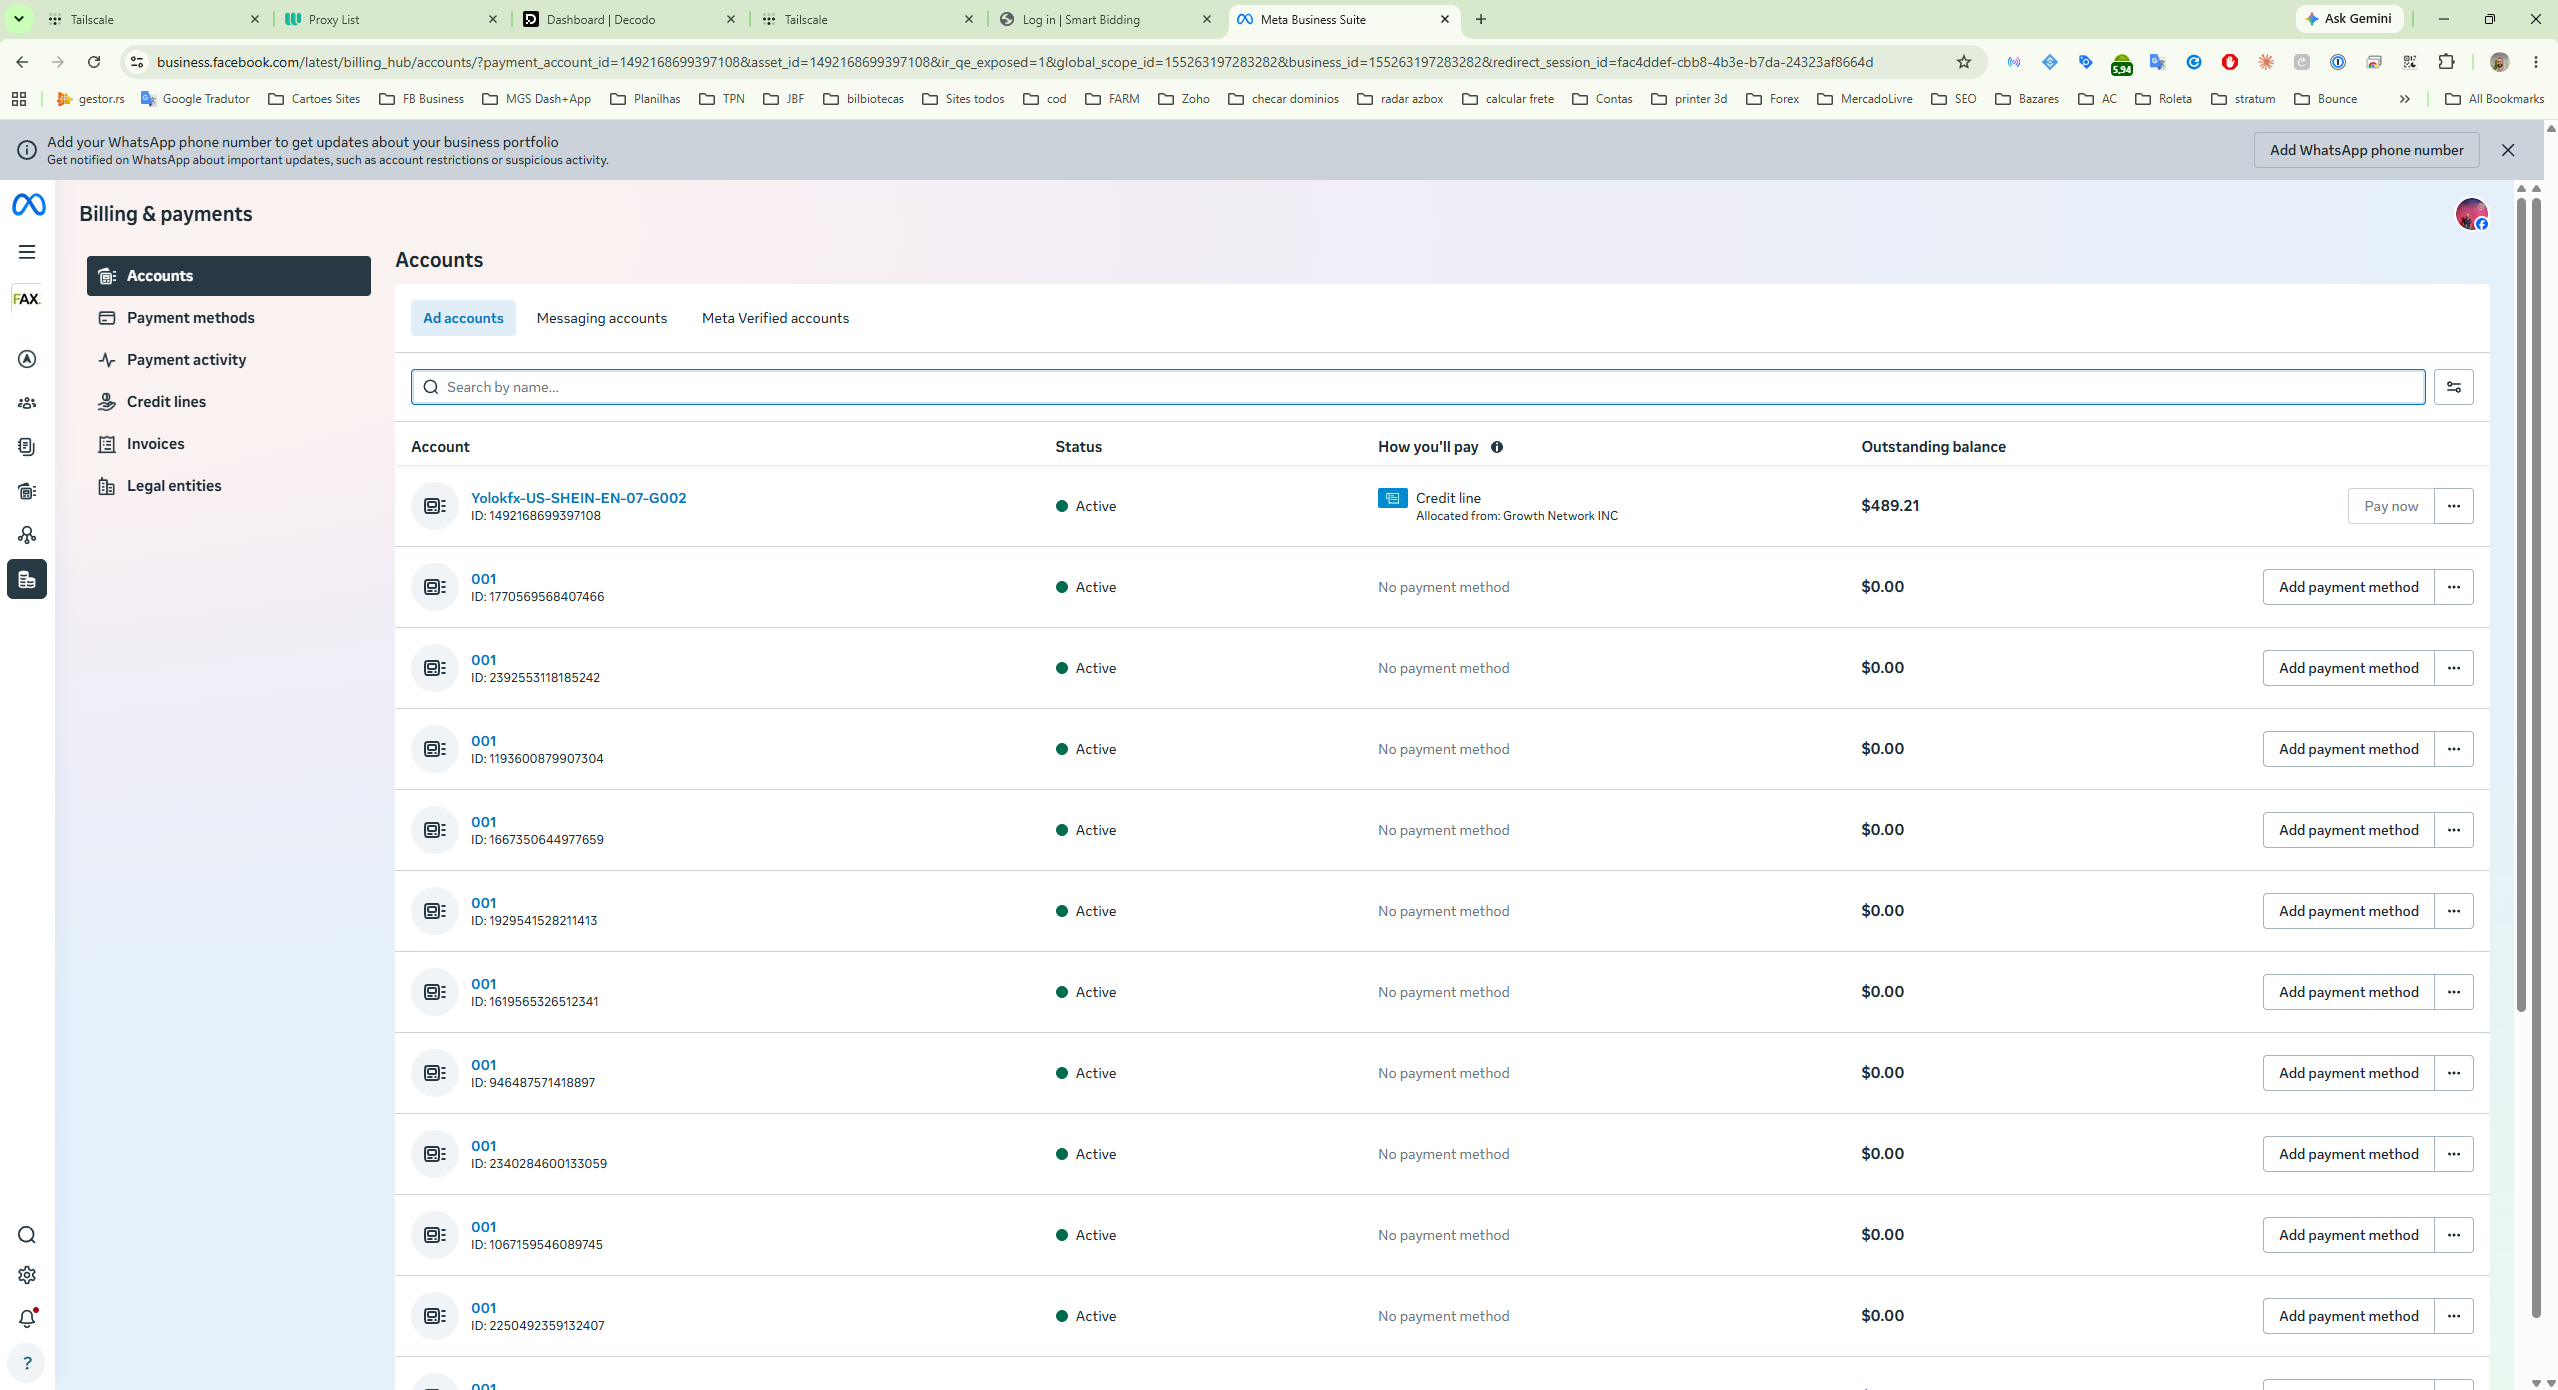 Tailscale
Proxy List
Dashboard | Decodo
Tailscale
Log in | Smart Bidding
Meta Business Suite
Ask Gemini
business.facebook.com/latest/billing_hub/accounts/?payment_account_id=1492168699397108&asset_id=1492168699397108&ir_qe_exposed=1&global_scope_id=155263197283282&business_id=155263197283282&redirect_session_id=fac4ddef-cbb8-4b3e-b7da-24323af8664d
5,94
gestor.rs
Google Tradutor
Cartoes Sites
FB Business
MGS Dash+App
Planilhas
TPN
JBF
bilbiotecas
Sites todos
cod
FARM
Zoho
checar dominios
radar azbox
calcular frete
Contas
printer 3d
Forex
MercadoLivre
SEO
Bazares
AC
Roleta
stratum
Bounce
All Bookmarks
Add your WhatsApp phone number to get updates about your business portfolio
Get notified on WhatsApp about important updates, such as account restrictions or suspicious activity.
Add WhatsApp phone number
Billing & payments
FAX.
Accounts
Payment methods
Payment activity
Credit lines
Invoices
Legal entities
Accounts
Ad accounts
Messaging accounts
Meta Verified accounts
Search by name...
Account Status How you'll pay Outstanding balance
Yolokfx-US-SHEIN-EN-07-G002
ID: 1492168699397108
Active
Credit line
Allocated from: Growth Network INC
$489.21
Pay now
001
ID: 1770569568407466
Active No payment method $0.00 Add payment method
001
ID: 2392553118185242
Active No payment method $0.00 Add payment method
001
ID: 1193600879907304
Active No payment method $0.00 Add payment method
001
ID: 1667350644977659
Active No payment method $0.00 Add payment method
001
ID: 1929541528211413
Active No payment method $0.00 Add payment method
001
ID: 1619565326512341
Active No payment method $0.00 Add payment method
001
ID: 946487571418897
Active No payment method $0.00 Add payment method
001
ID: 2340284600133059
Active No payment method $0.00 Add payment method
001
ID: 1067159546089745
Active No payment method $0.00 Add payment method
001
ID: 2250492359132407
Active No payment method $0.00 Add payment method
001